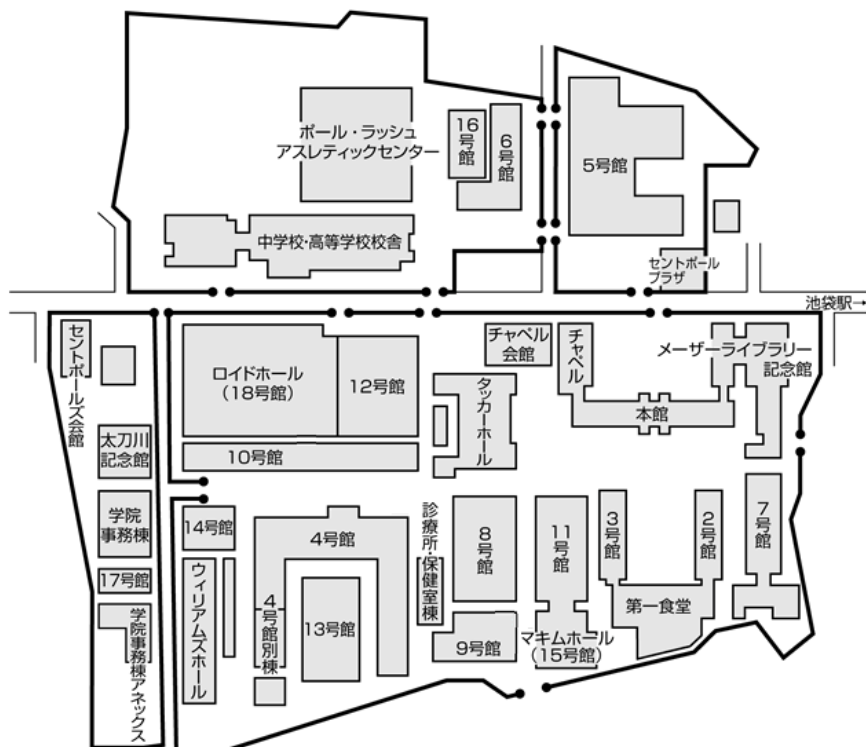 ポール・ラッシュ
アスレティックセンター
16号館
6号館
5号館
中学校・高等学校校舎
セントポール
プラザ
池袋駅→
セントポールズ会館
ロイドホール
（18号館）
12号館
チャペル
会館
チャペル
メーザーライブラリー
記念館
本館
タッカーホール
太刀川
記念館
10号館
学院
事務棟
14号館
4号館
診療所・保健室棟
8号館
11号館
3号館
2号館
7号館
17号館
ウィリアムズホール
4号館別棟
13号館
第一食堂
学院事務棟アネックス
9号館
マキムホール
（15号館）